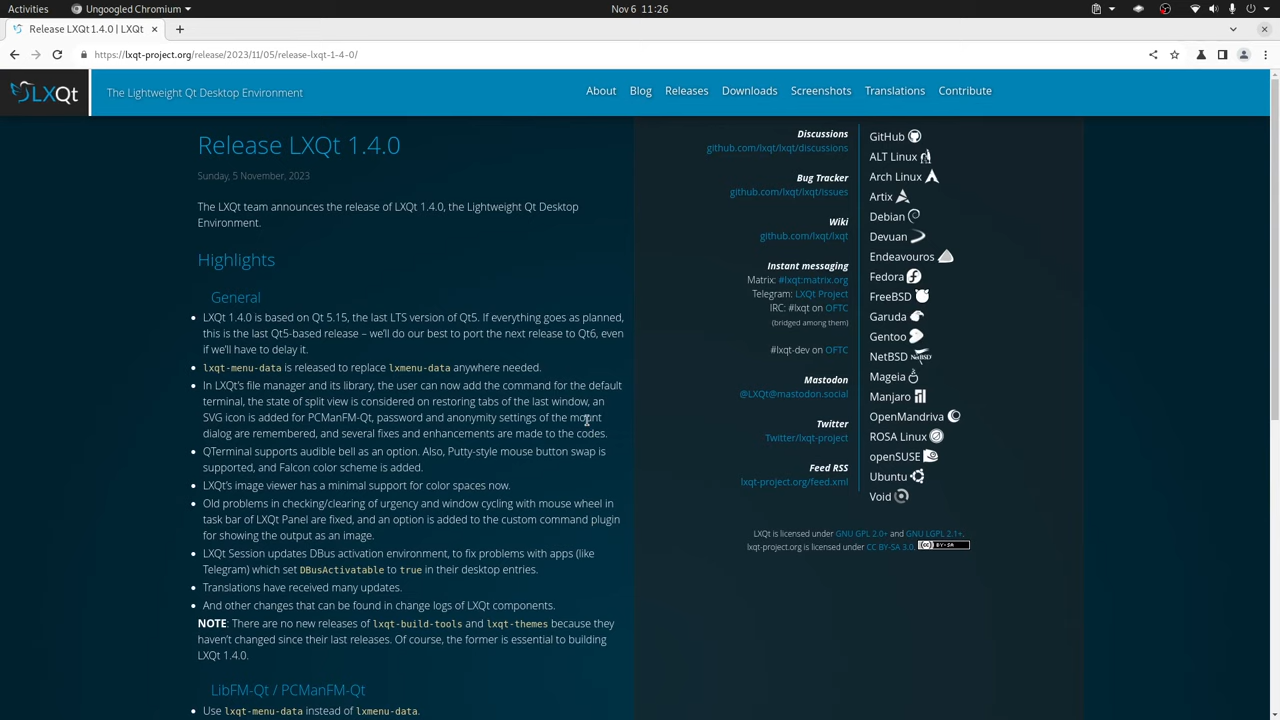 Activities
Ungoogled Chromium
Nov 6 11:26
Release LXQt 1.4.0 | LXQt
https://lxqt-project.org/release/2023/11/05/release-lxqt-1-4-0/
LXQt
The Lightweight Qt Desktop Environment
About Blog Releases Downloads Screenshots Translations Contribute
Release LXQt 1.4.0
Sunday, 5 November, 2023
The LXQt team announces the release of LXQt 1.4.0, the Lightweight Qt Desktop
Environment.
Highlights
General
LXQt 1.4.0 is based on Qt 5.15, the last LTS version of Qt5. If everything goes as planned,
this is the last Qt5-based release – we'll do our best to port the next release to Qt6, even
if we'll have to delay it.
lxqt-menu-data is released to replace lxmenu-data anywhere needed.
In LXQt's file manager and its library, the user can now add the command for the default
terminal, the state of split view is considered on restoring tabs of the last window, an
SVG icon is added for PCManFM-Qt, password and anonymity settings of the mount
dialog are remembered, and several fixes and enhancements are made to the codes.
QTerminal supports audible bell as an option. Also, Putty-style mouse button swap is
supported, and Falcon color scheme is added.
LXQt's image viewer has a minimal support for color spaces now.
Old problems in checking/clearing of urgency and window cycling with mouse wheel in
task bar of LXQt Panel are fixed, and an option is added to the custom command plugin
for showing the output as an image.
LXQt Session updates DBus activation environment, to fix problems with apps (like
Telegram) which set DBusActivatable to true in their desktop entries.
Translations have received many updates.
And other changes that can be found in change logs of LXQt components.
NOTE: There are no new releases of lxqt-build-tools and lxqt-themes because they
haven't changed since their last releases. Of course, the former is essential to building
LXQt 1.4.0.
LibFM-Qt / PCManFM-Qt
Use lxqt-menu-data instead of lxmenu-data.
Discussions
github.com/lxqt/lxqt/discussions
Bug Tracker
github.com/lxqt/lxqt/issues
Wiki
github.com/lxqt/lxqt
Instant messaging
Matrix: #lxqt:matrix.org
Telegram: LXQt Project
IRC: #lxqt on OFTC
(bridged among them)
#lxqt-dev on OFTC
Mastodon
@LXQt@mastodon.social
Twitter
Twitter/lxqt-project
Feed RSS
lxqt-project.org/feed.xml
GitHub
ALT Linux
Arch Linux
Artix
Debian
Devuan
Endeavouros
Fedora
FreeBSD
Garuda
Gentoo
NetBSD
Mageia
Manjaro
OpenMandriva
ROSA Linux
openSUSE
Ubuntu
Void
LXQt is licensed under GNU GPL 2.0+ and GNU LGPL 2.1+,
lxqt-project.org is licensed under CC BY-SA 3.0.